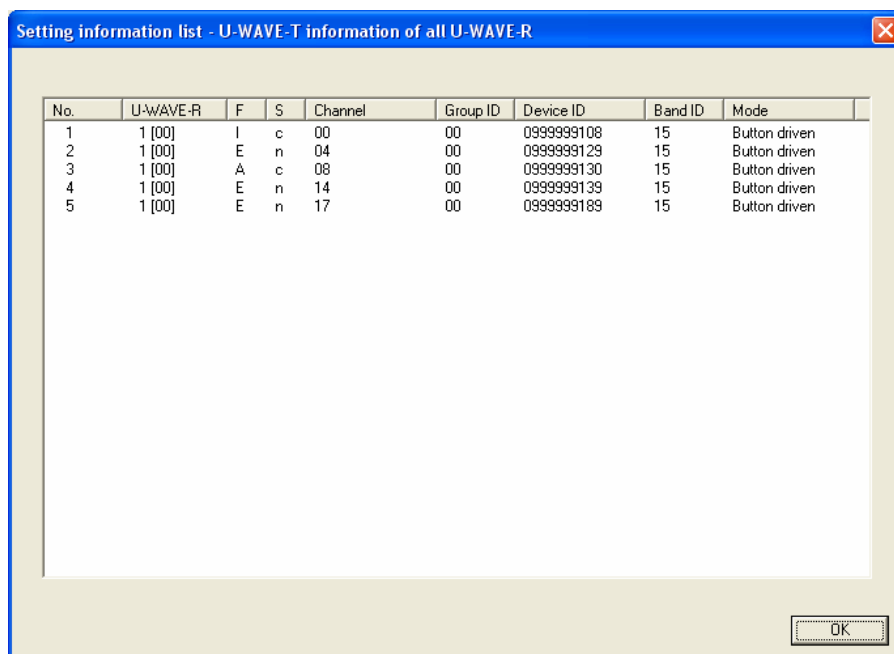 Setting information list - U-WAVE-T information of all U-WAVE-R
No. U-WAVE-R F S Channel Group ID Device ID Band ID Mode
1 1 [00] I c 00 00 0999999108 15 Button driven
2 1 [00] E n 04 00 0999999129 15 Button driven
3 1 [00] A c 08 00 0999999130 15 Button driven
4 1 [00] E n 14 00 0999999139 15 Button driven
5 1 [00] E n 17 00 0999999189 15 Button driven
OK